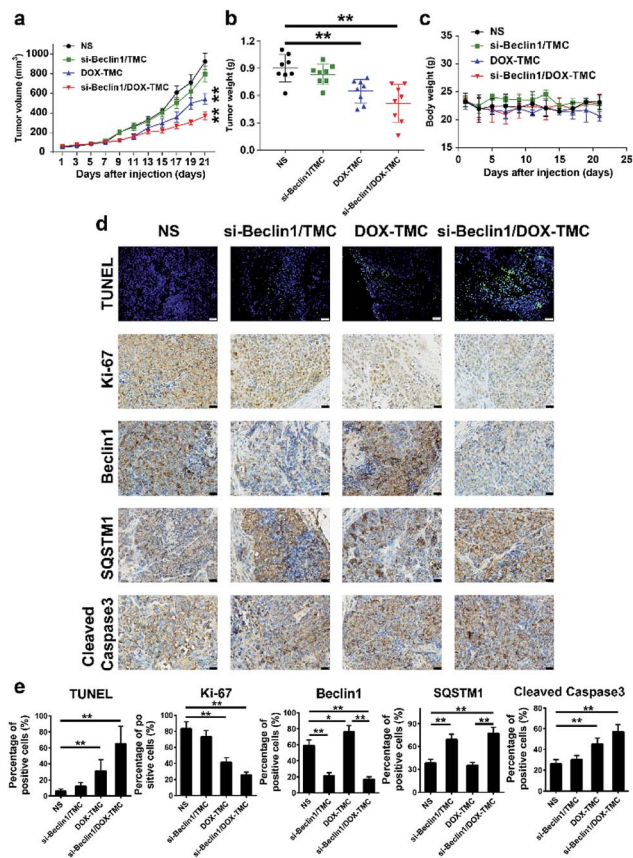 a
NS
si-Beclin1/TMC
DOX-TMC
si-Beclin1/DOX-TMC
Tumor volume (mm3)
1000
800
600
400
200
0
**
**
1 3 5 7 9 11 13 15 17 19 21
Days after injection (days)
b
**
**
Tumor weight (g)
1.2
0.9
0.6
0.3
0.0
NS
si-Beclin1/TMC
DOX-TMC
si-Beclin1/DOX-TMC
c
NS
si-Beclin1/TMC
DOX-TMC
si-Beclin1/DOX-TMC
Body weight (g)
30
20
10
0
0 5 10 15 20 25
Days after injection (days)
d
NS si-Beclin1/TMC DOX-TMC si-Beclin1/DOX-TMC
TUNEL
Ki-67
Beclin1
SQSTM1
Cleaved
Caspase3
e
TUNEL
Percentage of
positive cells (%)
100
80
60
40
20
0
**
**
NS
si-Beclin1/TMC
DOX-TMC
si-Beclin1/DOX-TMC
Ki-67
Percentage of po
sitive cells (%)
100
80
60
40
20
0
**
**
NS
si-Beclin1/TMC
DOX-TMC
si-Beclin1/DOX-TMC
Beclin1
Percentage of
positive cells (%)
100
80
60
40
20
0
**
*
**
**
NS
si-Beclin1/TMC
DOX-TMC
si-Beclin1/DOX-TMC
SQSTM1
Percentage of
positive cells (%)
120
80
40
0
**
**
**
NS
si-Beclin1/TMC
DOX-TMC
si-Beclin1/DOX-TMC
Cleaved Caspase3
Percentage of
positive cells (%)
80
60
40
20
0
**
**
NS
si-Beclin1/TMC
DOX-TMC
si-Beclin1/DOX-TMC